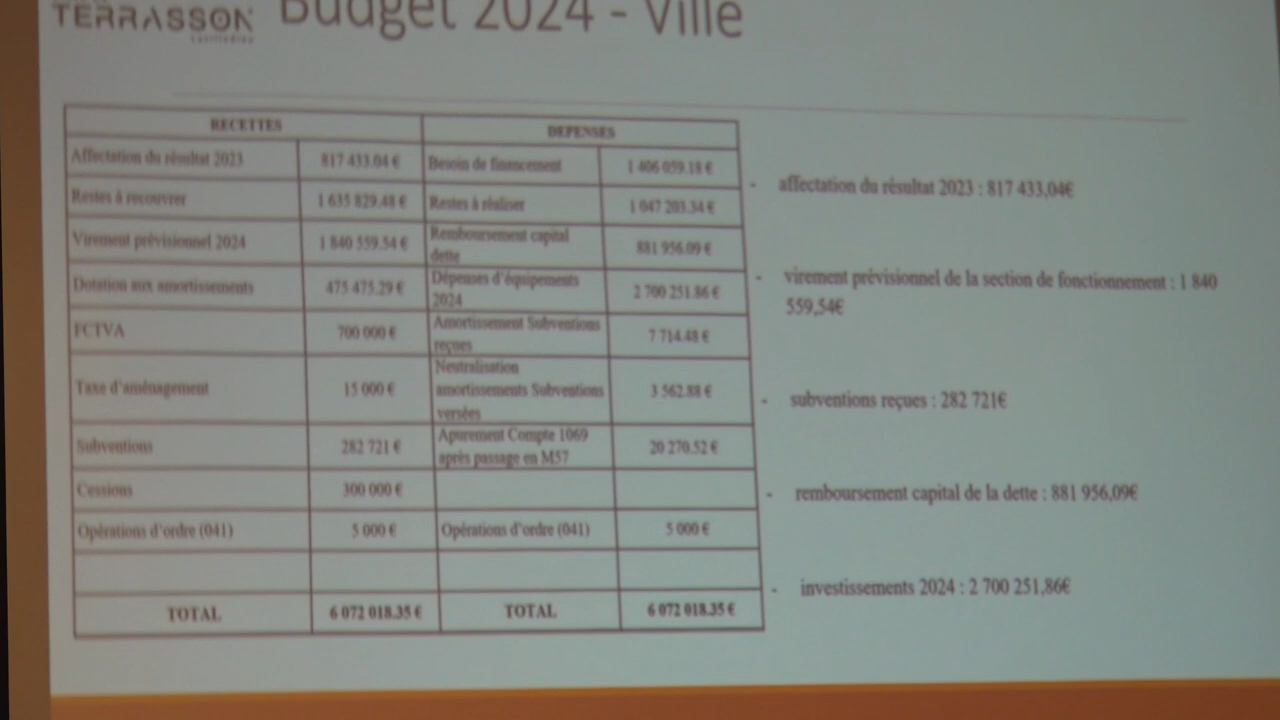 TERRASSON
Budget 2024 - Ville
RECETTES DEPENSES
Affectation du résultat 2023 817 433.04 € Besoin de financement 1 406 059.18 €
Restes à recouvrer 1 635 829.48 € Restes à réaliser 1 047 203.34 €
Virement prévisionnel 2024 1 840 559.54 € Remboursement capital
dette 881 956.09 €
Dotation aux amortissements 475 475.29 € Dépenses d'équipements
2024 2 700 251.86 €
FCTVA 700 000 € Amortissement Subventions
reçues 7 714.48 €
Taxe d'aménagement 15 000 € Neutralisation
amortissements Subventions
versées 3 562.88 €
Subventions 282 721 € Apurement Compte 1069
après passage en M57 20 270.52 €
Cessions 300 000 €
Opérations d'ordre (041) 5 000 € Opérations d'ordre (041) 5 000 €
TOTAL 6 072 018.35 € TOTAL 6 072 018.35 €
- affectation du résultat 2023 : 817 433,04€
- virement prévisionnel de la section de fonctionnement : 1 840
559,54€
- subventions reçues : 282 721€
- remboursement capital de la dette : 881 956,09€
- investissements 2024 : 2 700 251,86€